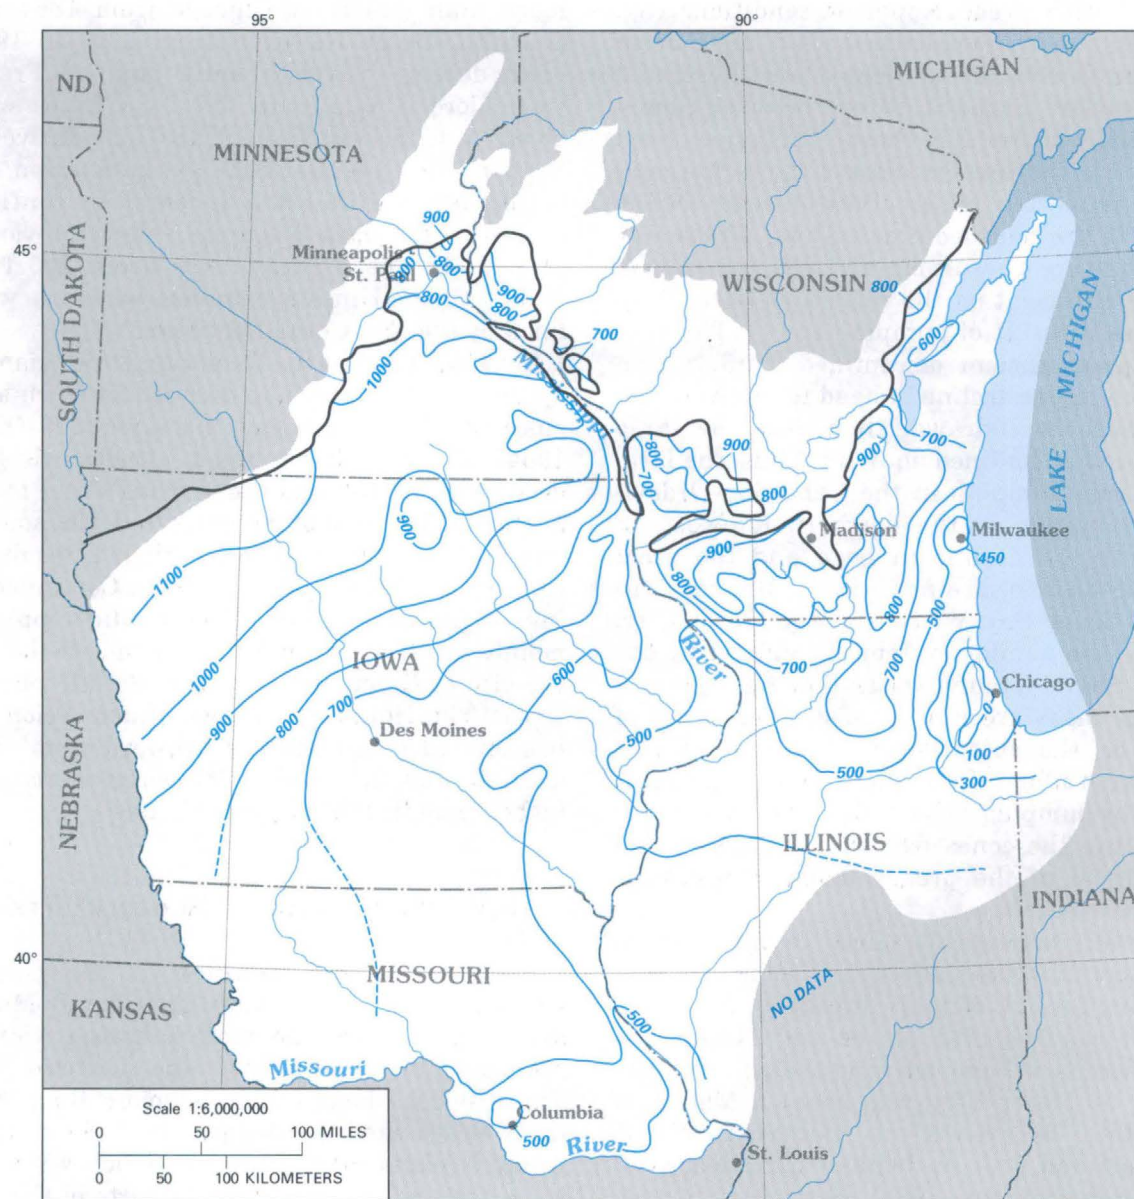 95°
90°
ND
MICHIGAN
MINNESOTA
900
45°
Minneapolis
St. Paul
800
800
800
900
800
WISCONSIN
800
700
600
SOUTH DAKOTA
Mississippi
1000
LAKE MICHIGAN
700
900
900
800
700
800
900
Madison
Milwaukee
450
900
800
1100
800
500
River
IOWA
1000
600
700
700
Chicago
0
900
800
700
Des Moines
500
500
100
300
NEBRASKA
ILLINOIS
INDIANA
40°
MISSOURI
NO DATA
KANSAS
500
Missouri
Scale 1:6,000,000
0 50 100 MILES
0 50 100 KILOMETERS
Columbia
500
River
St. Louis